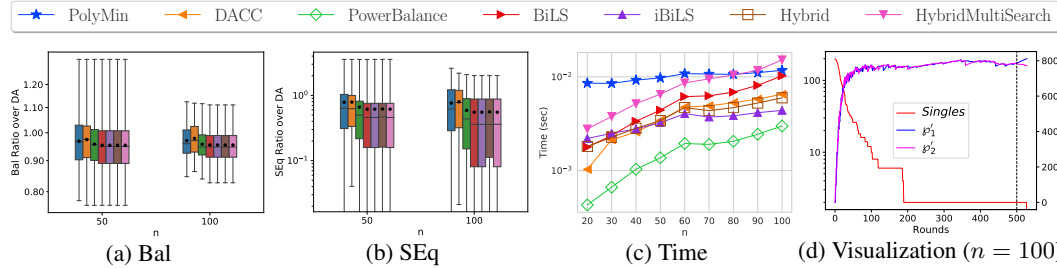 PolyMin DACC PowerBalance BiLS iBiLS Hybrid HybridMultiSearch
Bal Ratio over DA
1.20
1.10
1.00
0.90
0.80
50 100
n
(a) Bal
SEq Ratio over DA
10⁰
10⁻¹
50 100
n
(b) SEq
Time (sec)
10⁻²
10⁻³
20 30 40 50 60 70 80 90 100
n
(c) Time
100
10
1
Singles
℘′₁
℘′₂
800
600
400
200
0
0 100 200 300 400 500
Rounds
(d) Visualization (n = 100)